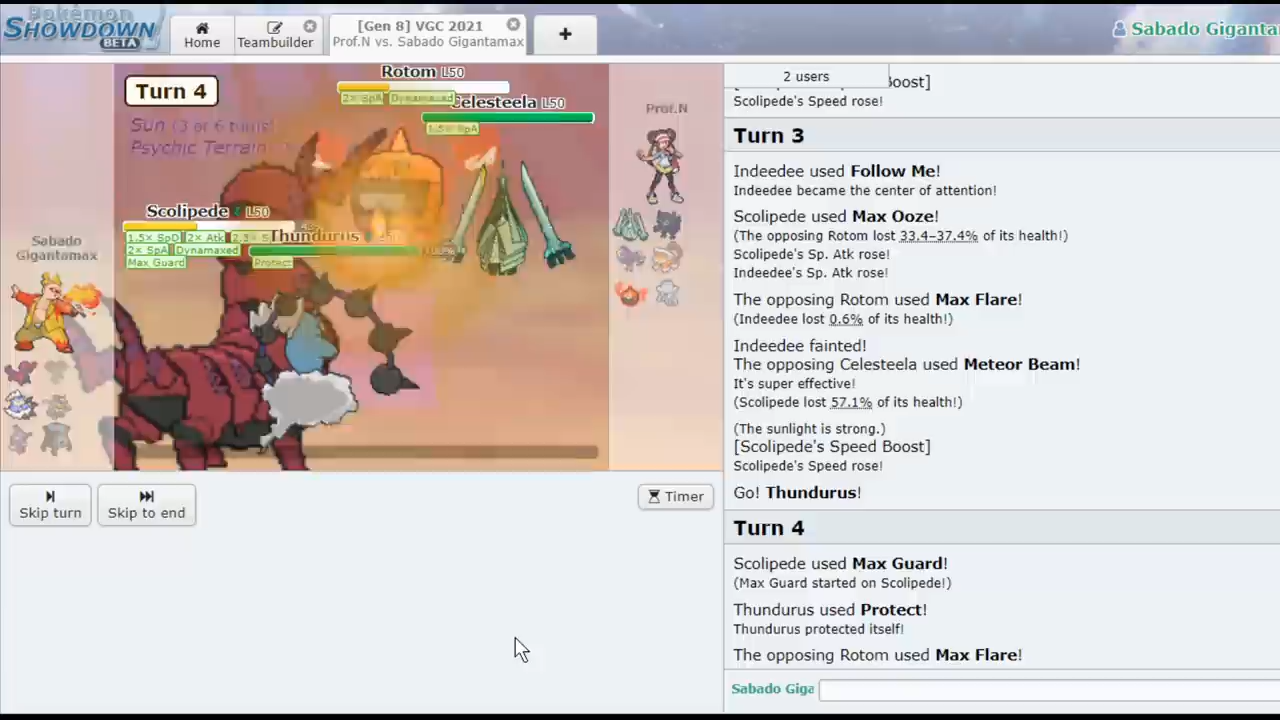 Pokémon
SHOWDOWN
BETA
Home
Teambuilder
[Gen 8] VGC 2021
Prof.N vs. Sabado Gigantamax
+
Sabado Giganta
Turn 4
Sun (3 or 6 turns)
Psychic Terrain
Rotom L50
2× SpA Dynamaxed
Celesteela L50
1.5× SpA
Scolipede L50
1.5× SpD 2× Atk
2× SpA Dynamaxed
Max Guard
Thundurus
Protect
Sabado
Gigantamax
Prof.N
Skip turn
Skip to end
Timer
2 users
Boost]
Scolipede's Speed rose!
Turn 3
Indeedee used Follow Me!
Indeedee became the center of attention!
Scolipede used Max Ooze!
(The opposing Rotom lost 33.4–37.4% of its health!)
Scolipede's Sp. Atk rose!
Indeedee's Sp. Atk rose!
The opposing Rotom used Max Flare!
(Indeedee lost 0.6% of its health!)
Indeedee fainted!
The opposing Celesteela used Meteor Beam!
It's super effective!
(Scolipede lost 57.1% of its health!)
(The sunlight is strong.)
[Scolipede's Speed Boost]
Scolipede's Speed rose!
Go! Thundurus!
Turn 4
Scolipede used Max Guard!
(Max Guard started on Scolipede!)
Thundurus used Protect!
Thundurus protected itself!
The opposing Rotom used Max Flare!
Sabado Giga